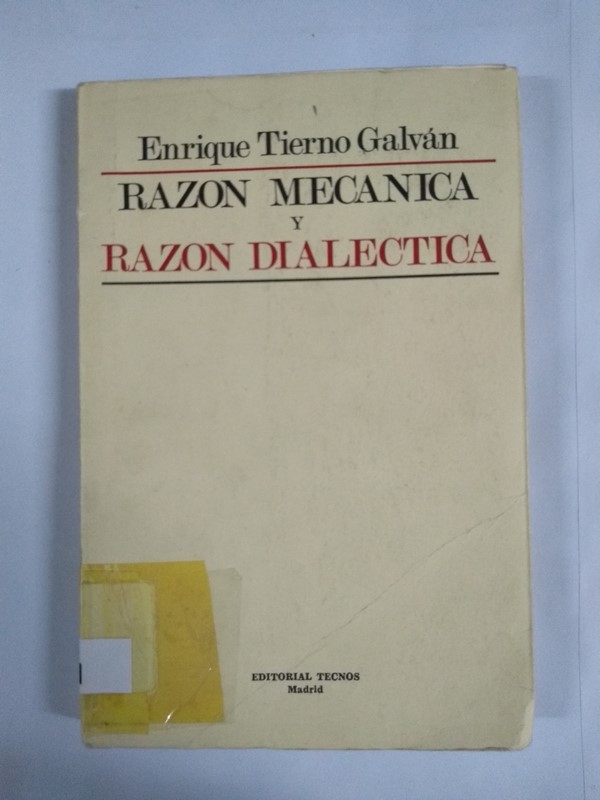 Enrique Tierno Galván
RAZON MECANICA
Y
RAZON DIALECTICA
EDITORIAL TECNOS
Madrid